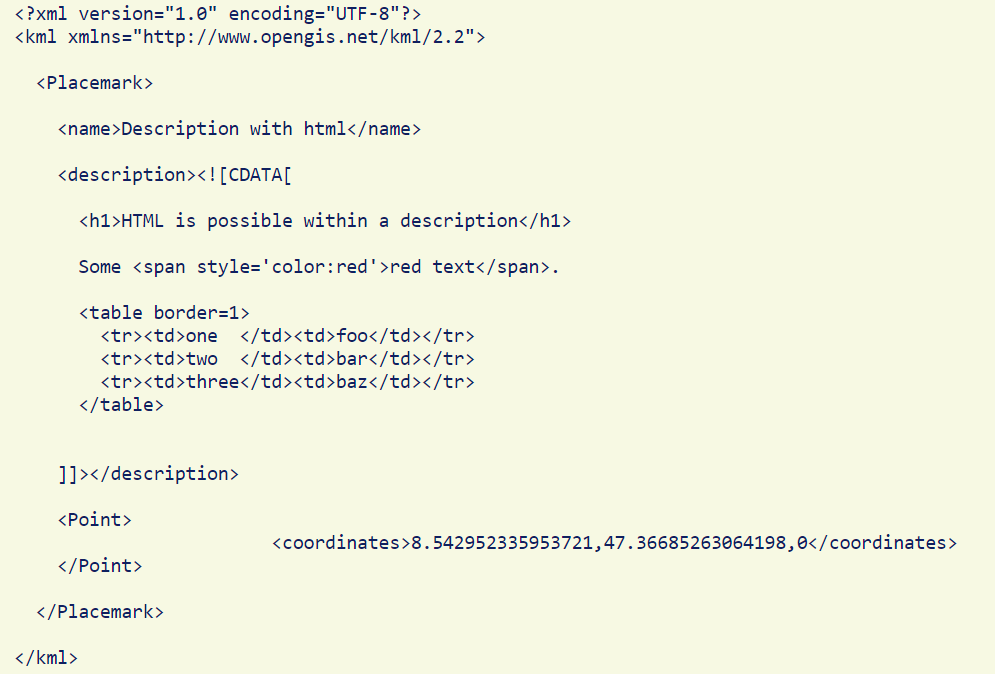 <?xml version="1.0" encoding="UTF-8"?>
<kml xmlns="http://www.opengis.net/kml/2.2">
<Placemark>
<name>Description with html</name>
<description><![CDATA[
<h1>HTML is possible within a description</h1>
Some <span style='color:red'>red text</span>.
<table border=1>
<tr><td>one  </td><td>foo</td></tr>
<tr><td>two  </td><td>bar</td></tr>
<tr><td>three</td><td>baz</td></tr>
</table>
]]></description>
<Point>
<coordinates>8.542952335953721,47.36685263064198,0</coordinates>
</Point>
</Placemark>
</kml>